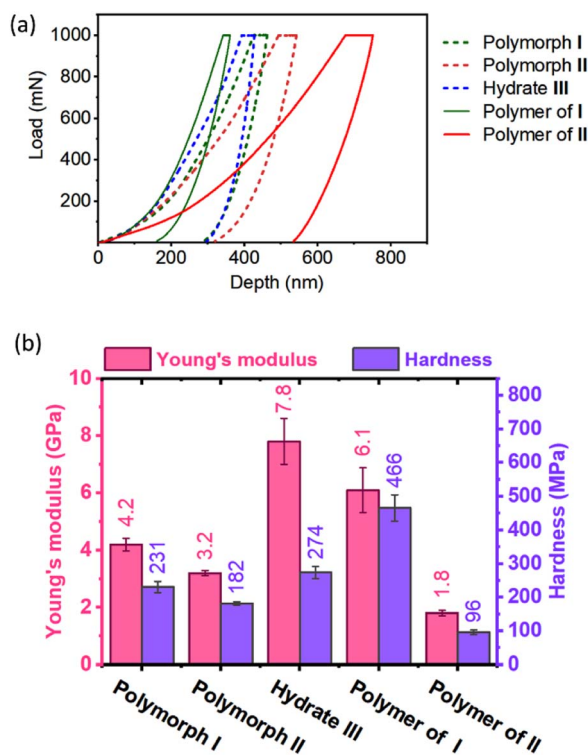 (a)
1000
800
600
400
200
0
Load (mN)
0 200 400 600 800
Depth (nm)
Polymorph I
Polymorph II
Hydrate III
Polymer of I
Polymer of II
(b)
Young's modulus Hardness
10
8
6
4
2
0
Young's modulus (GPa)
4.2
231
3.2
182
7.8
274
6.1
466
1.8
96
800
700
600
500
400
300
200
100
0
Hardness (MPa)
Polymorph I
Polymorph II
Hydrate III
Polymer of I
Polymer of II